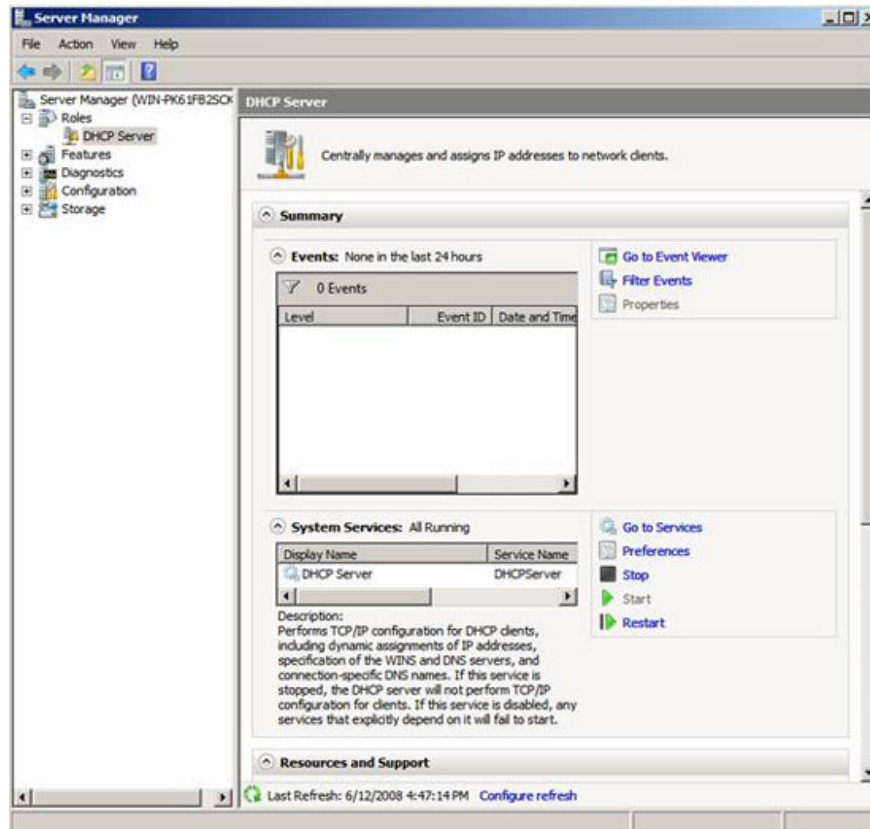 Server Manager
File Action View Help
Server Manager (WIN-PK61FB2SCK
Roles
DHCP Server
Features
Diagnostics
Configuration
Storage
DHCP Server
Centrally manages and assigns IP addresses to network clients.
Summary
Events: None in the last 24 hours
0 Events
Level Event ID Date and Time
Go to Event Viewer
Filter Events
Properties
System Services: All Running
Display Name Service Name
DHCP Server DHCPServer
Description:
Performs TCP/IP configuration for DHCP clients,
including dynamic assignments of IP addresses,
specification of the WINS and DNS servers, and
connection-specific DNS names. If this service is
stopped, the DHCP server will not perform TCP/IP
configuration for clients. If this service is disabled, any
services that explicitly depend on it will fail to start.
Go to Services
Preferences
Stop
Start
Restart
Resources and Support
Last Refresh: 6/12/2008 4:47:14 PM Configure refresh